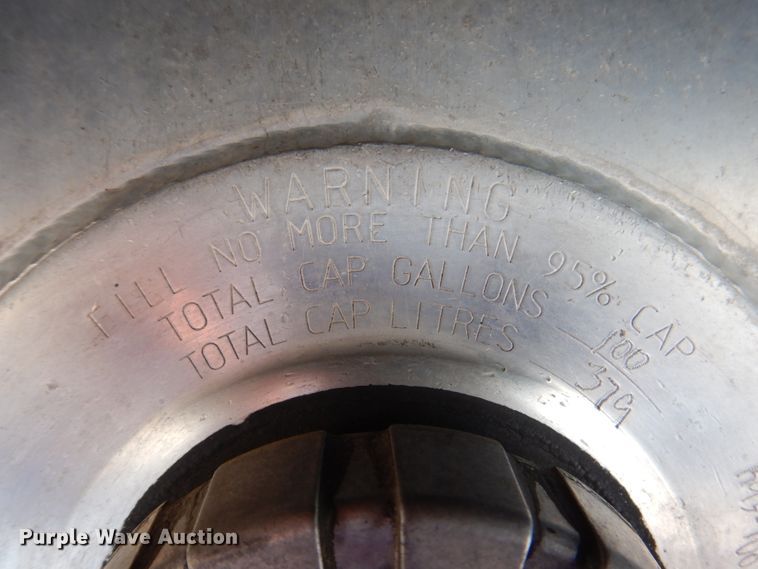 WARNING
FILL NO MORE THAN 95% CAP
TOTAL CAP GALLONS 100
TOTAL CAP LITRES 379
Purple Wave Auction